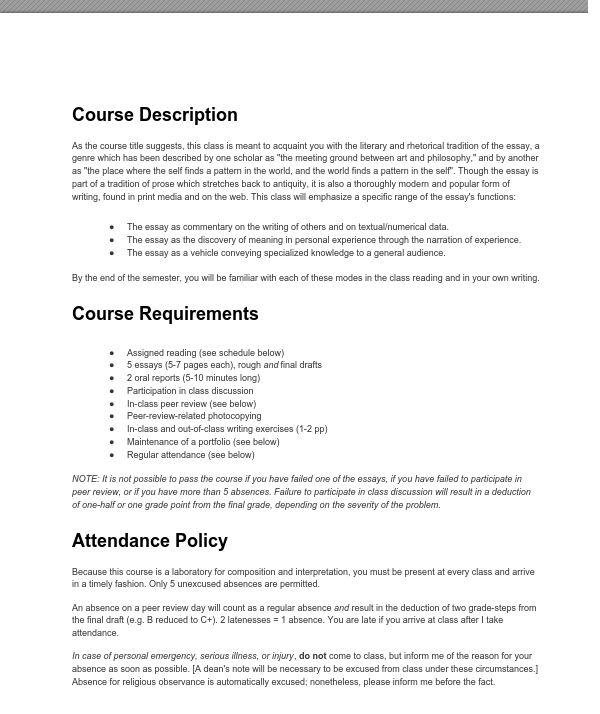 Course Description
As the course title suggests, this class is meant to acquaint you with the literary and rhetorical tradition of the essay, a
genre which has been described by one scholar as "the meeting ground between art and philosophy," and by another
as "the place where the self finds a pattern in the world, and the world finds a pattern in the self". Though the essay is
part of a tradition of prose which stretches back to antiquity, it is also a thoroughly modern and popular form of
writing, found in print media and on the web. This class will emphasize a specific range of the essay's functions:
● The essay as commentary on the writing of others and on textual/numerical data.
● The essay as the discovery of meaning in personal experience through the narration of experience.
● The essay as a vehicle conveying specialized knowledge to a general audience.
By the end of the semester, you will be familiar with each of these modes in the class reading and in your own writing.
Course Requirements
● Assigned reading (see schedule below)
● 5 essays (5-7 pages each), rough and final drafts
● 2 oral reports (5-10 minutes long)
● Participation in class discussion
● In-class peer review (see below)
● Peer-review-related photocopying
● In-class and out-of-class writing exercises (1-2 pp)
● Maintenance of a portfolio (see below)
● Regular attendance (see below)
NOTE: It is not possible to pass the course if you have failed one of the essays, if you have failed to participate in
peer review, or if you have more than 5 absences. Failure to participate in class discussion will result in a deduction
of one-half or one grade point from the final grade, depending on the severity of the problem.
Attendance Policy
Because this course is a laboratory for composition and interpretation, you must be present at every class and arrive
in a timely fashion. Only 5 unexcused absences are permitted.
An absence on a peer review day will count as a regular absence and result in the deduction of two grade-steps from
the final draft (e.g. B reduced to C+). 2 latenesses = 1 absence. You are late if you arrive at class after I take
attendance.
In case of personal emergency, serious illness, or injury, do not come to class, but inform me of the reason for your
absence as soon as possible. [A dean's note will be necessary to be excused from class under these circumstances.]
Absence for religious observance is automatically excused; nonetheless, please inform me before the fact.